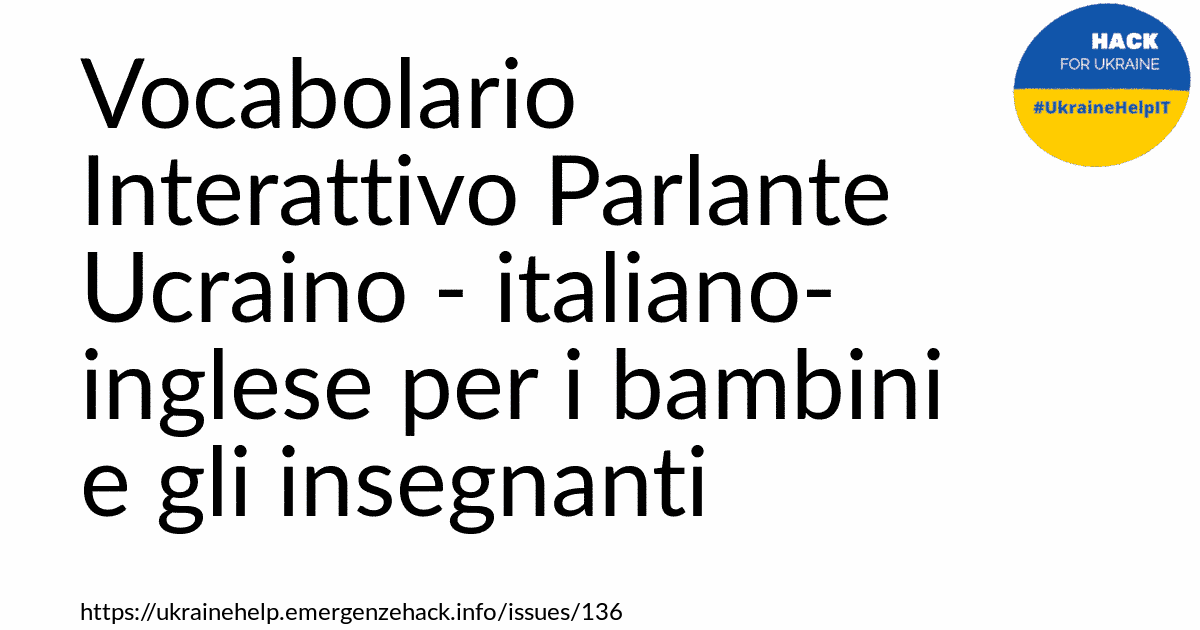 HACK
FOR UKRAINE
#UkraineHelpIT
Vocabolario
Interattivo Parlante
Ucraino - italiano-
inglese per i bambini
e gli insegnanti
https://ukrainehelp.emergenzehack.info/issues/136